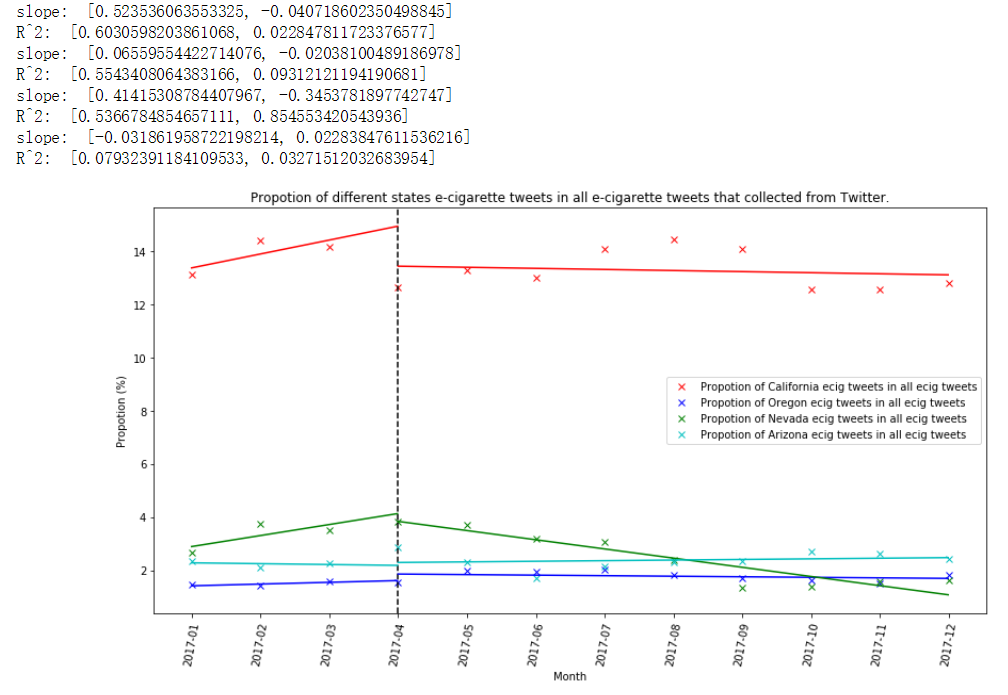 slope:  [0.523536063553325, -0.040718602350498845]
R^2:  [0.6030598203861068, 0.022847811723376577]
slope:  [0.06559554422714076, -0.02038100489186978]
R^2:  [0.5543408064383166, 0.09312121194190681]
slope:  [0.41415308784407967, -0.3453781897742747]
R^2:  [0.5366784854657111, 0.854553420543936]
slope:  [-0.031861958722198214, 0.02283847611536216]
R^2:  [0.07932391184109533, 0.03271512032683954]
Propotion of different states e-cigarette tweets in all e-cigarette tweets that collected from Twitter.
14
12
10
8
6
4
2
Propotion (%)
Propotion of California ecig tweets in all ecig tweets
Propotion of Oregon ecig tweets in all ecig tweets
Propotion of Nevada ecig tweets in all ecig tweets
Propotion of Arizona ecig tweets in all ecig tweets
2017-01
2017-02
2017-03
2017-04
2017-05
2017-06
2017-07
2017-08
2017-09
2017-10
2017-11
2017-12
Month